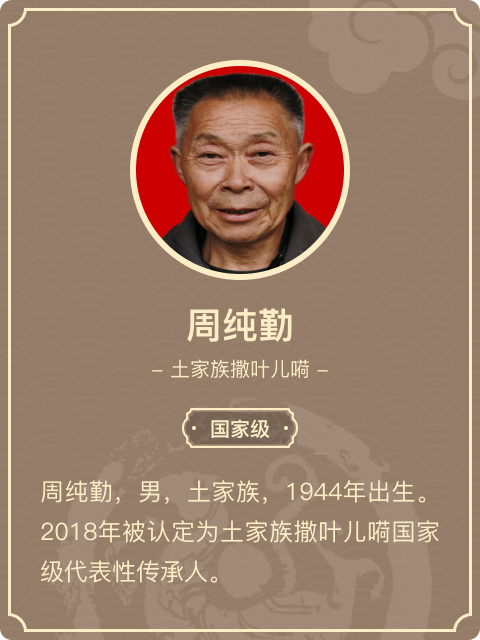 周纯勤
– 土家族撒叶儿嗬 –
国家级
周纯勤，男，土家族，1944年出生。
2018年被认定为土家族撒叶儿嗬国家
级代表性传承人。